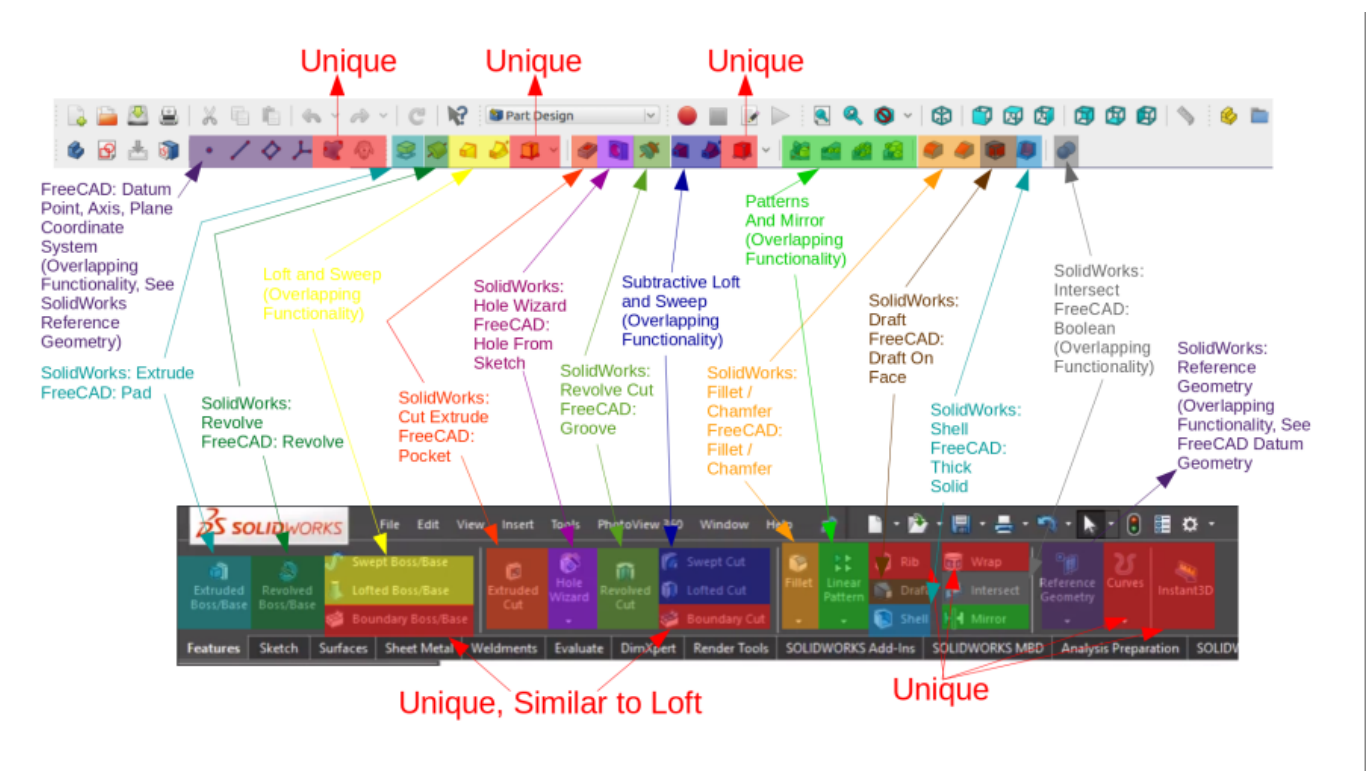 Unique
Unique
Unique
Part Design
FreeCAD: Datum
Point, Axis, Plane
Coordinate
System
(Overlapping
Functionality, See
SolidWorks
Reference
Geometry)
SolidWorks: Extrude
FreeCAD: Pad
SolidWorks:
Revolve
FreeCAD: Revolve
Loft and Sweep
(Overlapping
Functionality)
SolidWorks:
Cut Extrude
FreeCAD:
Pocket
SolidWorks:
Hole Wizard
FreeCAD:
Hole From
Sketch
SolidWorks:
Revolve Cut
FreeCAD:
Groove
Subtractive Loft
and Sweep
(Overlapping
Functionality)
Patterns
And Mirror
(Overlapping
Functionality)
SolidWorks:
Fillet /
Chamfer
FreeCAD:
Fillet /
Chamfer
SolidWorks:
Draft
FreeCAD:
Draft On
Face
SolidWorks:
Shell
FreeCAD:
Thick
Solid
SolidWorks:
Intersect
FreeCAD:
Boolean
(Overlapping
Functionality)
SolidWorks:
Reference
Geometry
(Overlapping
Functionality, See
FreeCAD Datum
Geometry
SOLIDWORKS File Edit View Insert Tools PhotoView 360 Window Help
Extruded
Boss/Base
Revolved
Boss/Base
Swept Boss/Base
Lofted Boss/Base
Boundary Boss/Base
Extruded
Cut
Hole
Wizard
Revolved
Cut
Swept Cut
Lofted Cut
Boundary Cut
Fillet
Linear
Pattern
Rib
Draft
Shell
Wrap
Intersect
Mirror
Reference
Geometry
Curves
Instant3D
Features Sketch Surfaces Sheet Metal Weldments Evaluate DimXpert Render Tools SOLIDWORKS Add-Ins SOLIDWORKS MBD Analysis Preparation
Unique, Similar to Loft
Unique